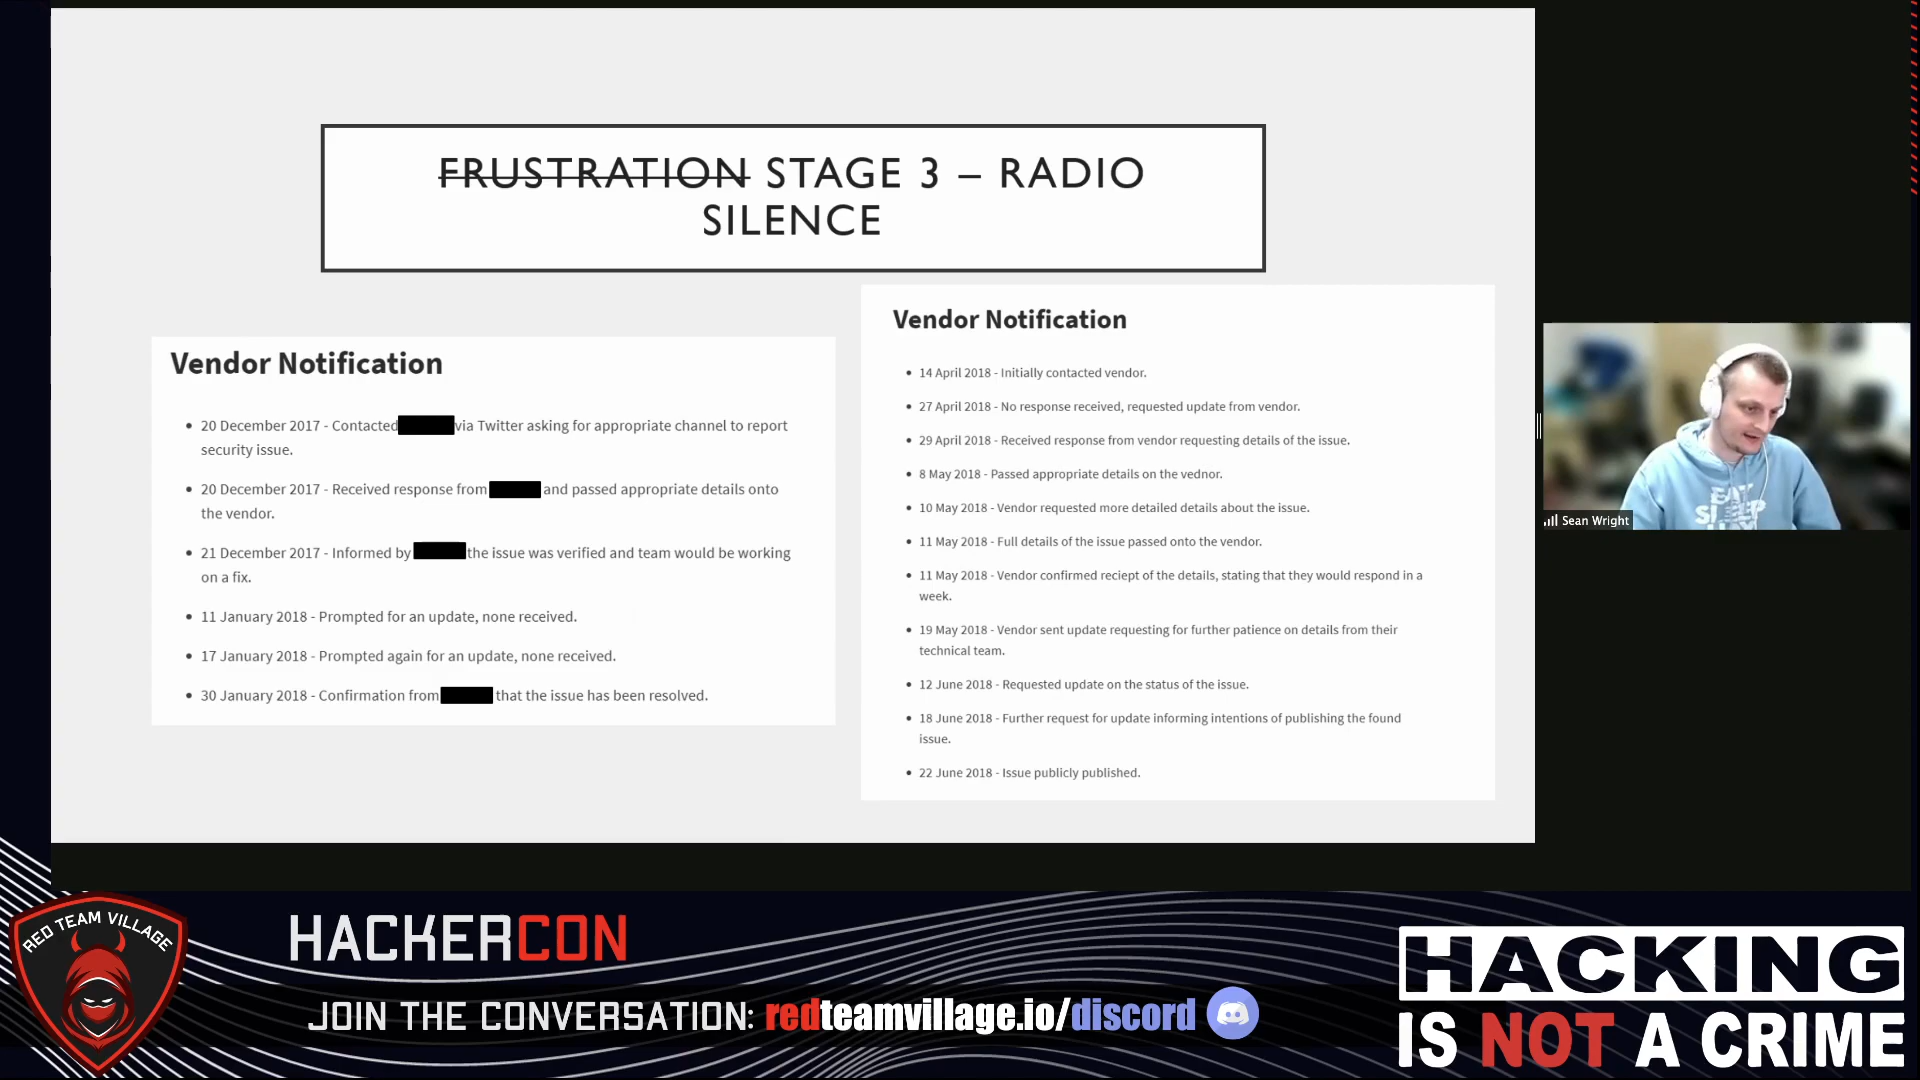 FRUSTRATION STAGE 3 – RADIO
SILENCE
Vendor Notification
• 20 December 2017 - Contacted via Twitter asking for appropriate channel to report
security issue.
• 20 December 2017 - Received response from and passed appropriate details onto
the vendor.
• 21 December 2017 - Informed by the issue was verified and team would be working
on a fix.
• 11 January 2018 - Prompted for an update, none received.
• 17 January 2018 - Prompted again for an update, none received.
• 30 January 2018 - Confirmation from that the issue has been resolved.
Vendor Notification
• 14 April 2018 - Initially contacted vendor.
• 27 April 2018 - No response received, requested update from vendor.
• 29 April 2018 - Received response from vendor requesting details of the issue.
• 8 May 2018 - Passed appropriate details on the vednor.
• 10 May 2018 - Vendor requested more detailed details about the issue.
• 11 May 2018 - Full details of the issue passed onto the vendor.
• 11 May 2018 - Vendor confirmed reciept of the details, stating that they would respond in a
week.
• 19 May 2018 - Vendor sent update requesting for further patience on details from their
technical team.
• 12 June 2018 - Requested update on the status of the issue.
• 18 June 2018 - Further request for update informing intentions of publishing the found
issue.
• 22 June 2018 - Issue publicly published.
EAT
SLEEP
Sean Wright
RED TEAM VILLAGE
HACKERCON
JOIN THE CONVERSATION: redteamvillage.io/discord
HACKING
IS NOT A CRIME